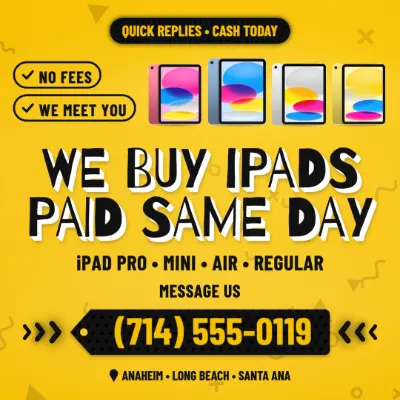 QUICK REPLIES • CASH TODAY
NO FEES
WE MEET YOU
WE BUY IPADS
PAID SAME DAY
iPAD PRO • MINI • AIR • REGULAR
MESSAGE US
(714) 555-0119
ANAHEIM • LONG BEACH • SANTA ANA